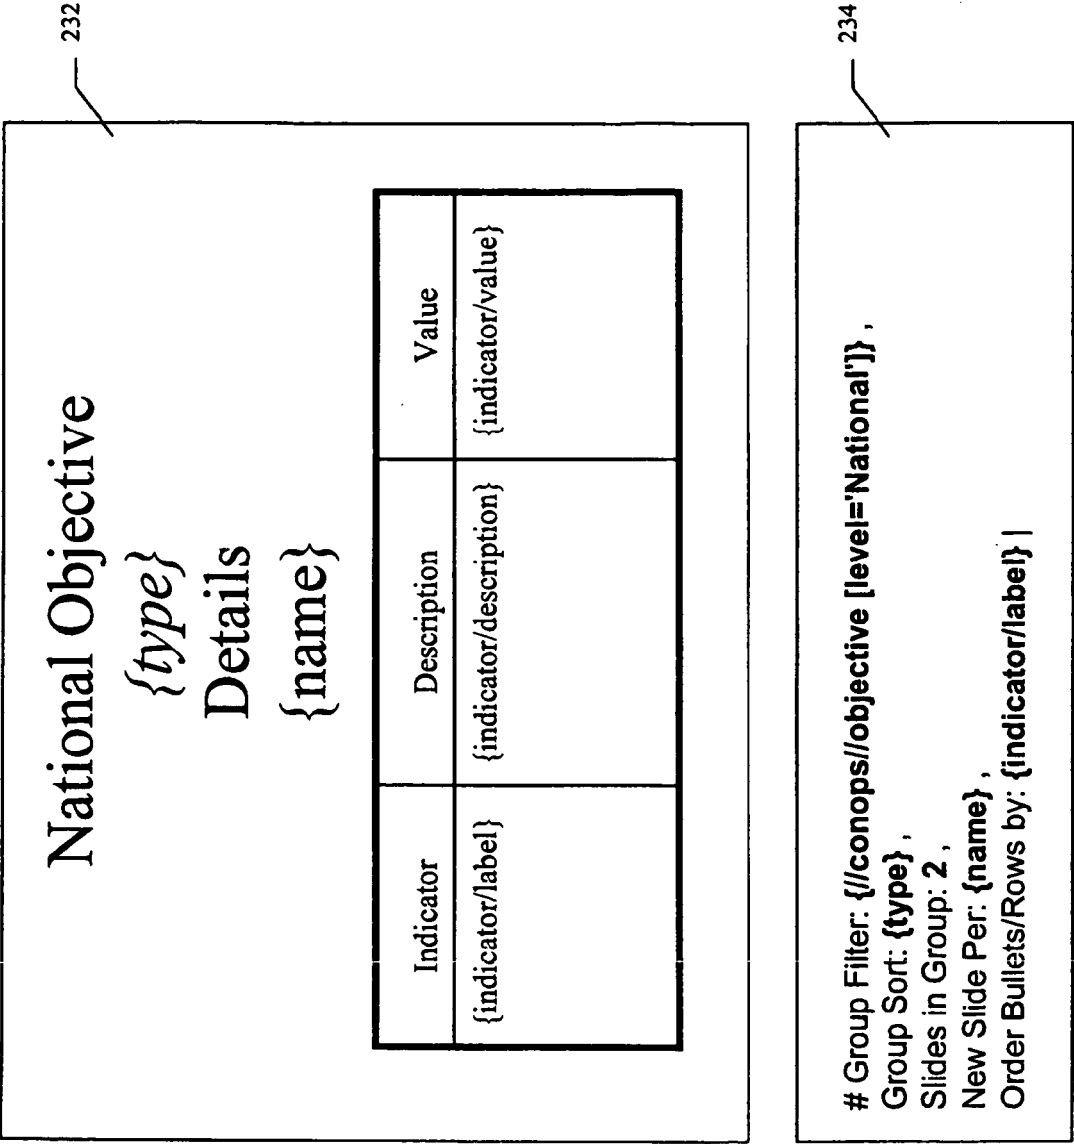 232
National Objective
{type}
Details
{name}
Indicator Description Value
{indicator/label} {indicator/description} {indicator/value}
234
# Group Filter: {//conops//objective [level='National']} ,
Group Sort: {type} ,
Slides in Group: 2 ,
New Slide Per: {name} ,
Order Bullets/Rows by: {indicator/label} |